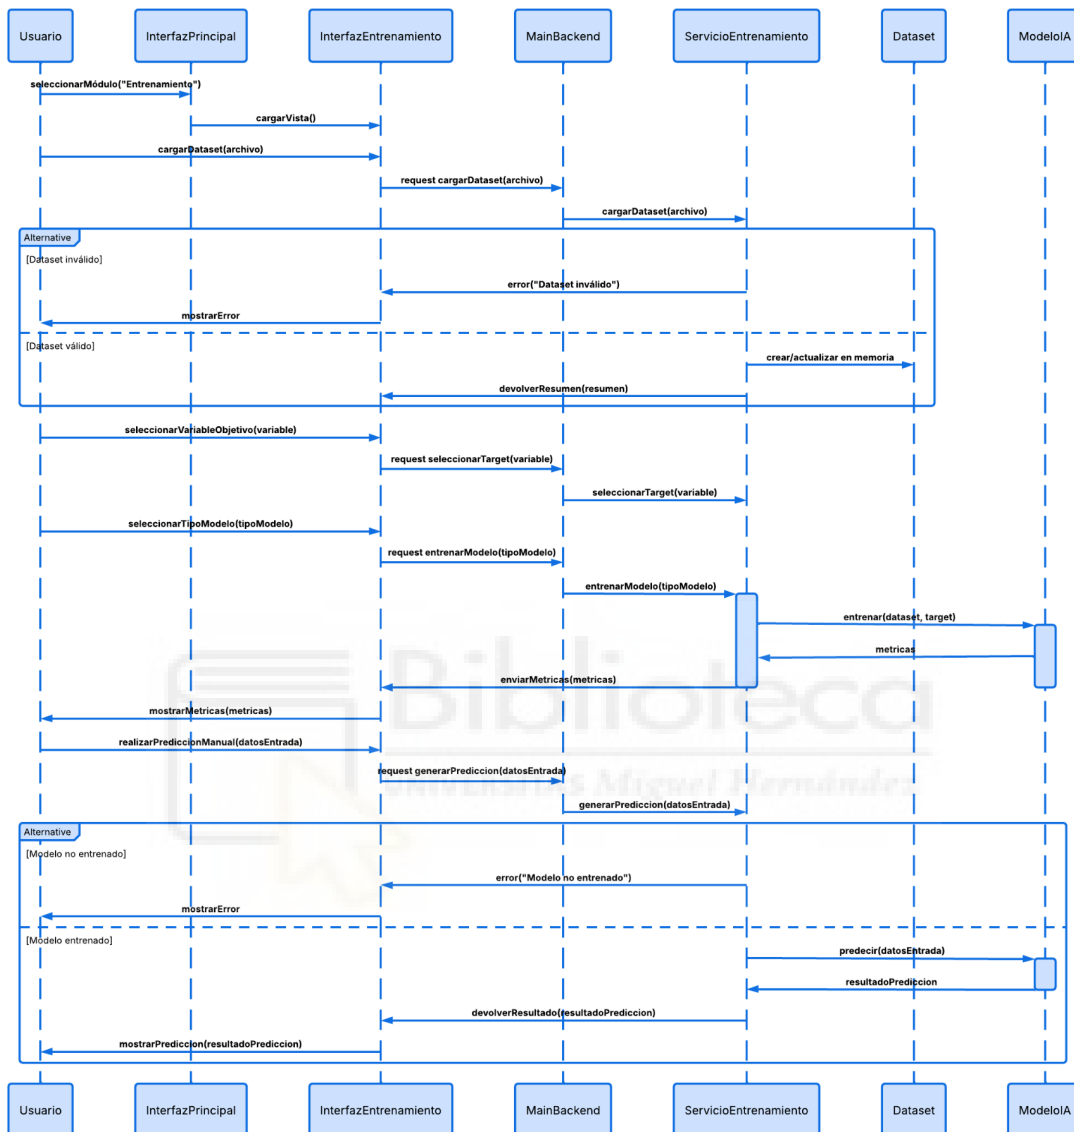 Usuario
InterfazPrincipal
InterfazEntrenamiento
MainBackend
ServicioEntrenamiento
Dataset
ModeloIA
seleccionarMódulo("Entrenamiento")
cargarVista()
cargarDataset(archivo)
request cargarDataset(archivo)
cargarDataset(archivo)
Alternative
[Dataset inválido]
error("Dataset inválido")
mostrarError
[Dataset válido]
crear/actualizar en memoria
devolverResumen(resumen)
seleccionarVariableObjetivo(variable)
request seleccionarTarget(variable)
seleccionarTarget(variable)
seleccionarTipoModelo(tipoModelo)
request entrenarModelo(tipoModelo)
entrenarModelo(tipoModelo)
entrenar(dataset, target)
metricas
enviarMetricas(metricas)
mostrarMetricas(metricas)
realizarPrediccionManual(datosEntrada)
request generarPrediccion(datosEntrada)
generarPrediccion(datosEntrada)
Biblioteca
UNIVERSITAS Miguel Hernández
Alternative
[Modelo no entrenado]
error("Modelo no entrenado")
mostrarError
[Modelo entrenado]
predecir(datosEntrada)
resultadoPrediccion
devolverResultado(resultadoPrediccion)
mostrarPrediccion(resultadoPrediccion)
Usuario
InterfazPrincipal
InterfazEntrenamiento
MainBackend
ServicioEntrenamiento
Dataset
ModeloIA